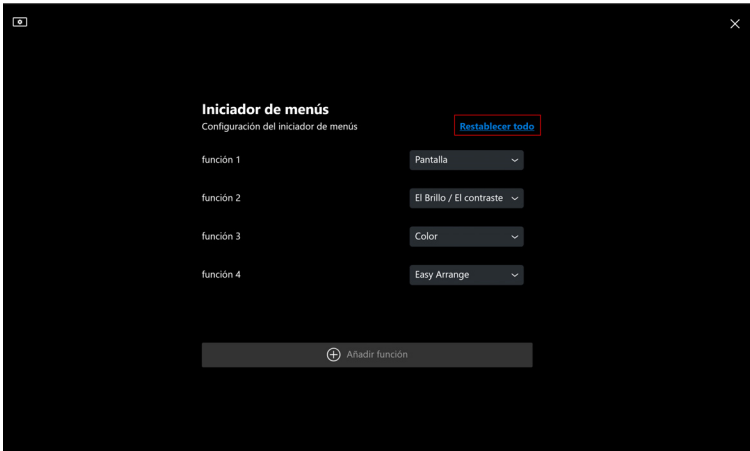 Iniciador de menús
Configuración del iniciador de menús
Restablecer todo
función 1
Pantalla
función 2
El Brillo / El contraste
función 3
Color
función 4
Easy Arrange
Añadir función